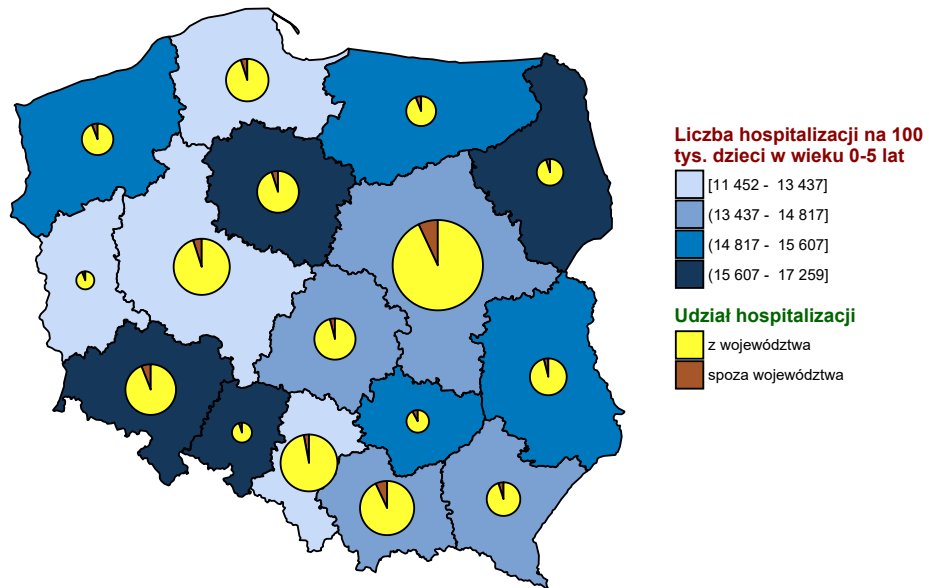 Liczba hospitalizacji na 100
tys. dzieci w wieku 0-5 lat
[11 452 - 13 437]
(13 437 - 14 817]
(14 817 - 15 607]
(15 607 - 17 259]
Udział hospitalizacji
z województwa
spoza województwa